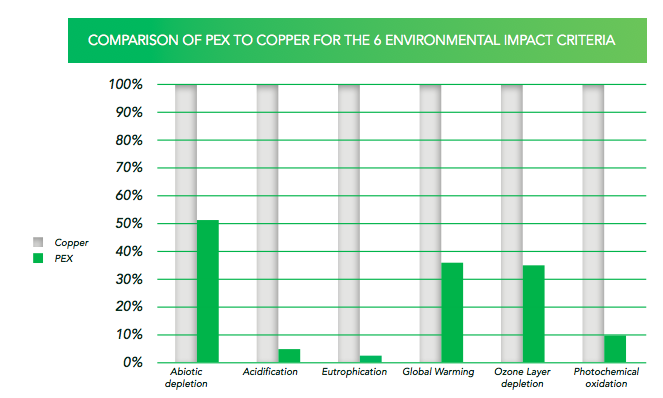 COMPARISON OF PEX TO COPPER FOR THE 6 ENVIRONMENTAL IMPACT CRITERIA
100%
90%
80%
70%
60%
50%
40%
30%
20%
10%
0%
Copper
PEX
Abiotic
depletion
Acidification
Eutrophication
Global Warming
Ozone Layer
depletion
Photochemical
oxidation